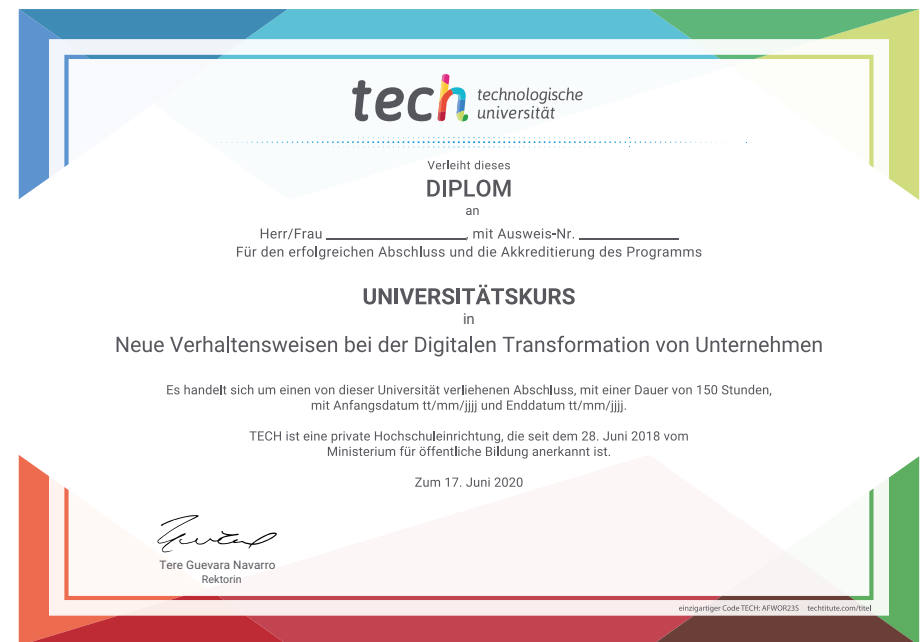 tech technologische
universität
Verleiht dieses
DIPLOM
an
Herr/Frau ____________, mit Ausweis-Nr. ____________
Für den erfolgreichen Abschluss und die Akkreditierung des Programms
UNIVERSITÄTSKURS
in
Neue Verhaltensweisen bei der Digitalen Transformation von Unternehmen
Es handelt sich um einen von dieser Universität verliehenen Abschluss, mit einer Dauer von 150 Stunden,
mit Anfangsdatum tt/mm/jjjj und Enddatum tt/mm/jjjj.
TECH ist eine private Hochschuleinrichtung, die seit dem 28. Juni 2018 vom
Ministerium für öffentliche Bildung anerkannt ist.
Zum 17. Juni 2020
Tere Guevara Navarro
Rektorin
einzigartiger Code TECH: AFWOR23S techtitute.com/titel